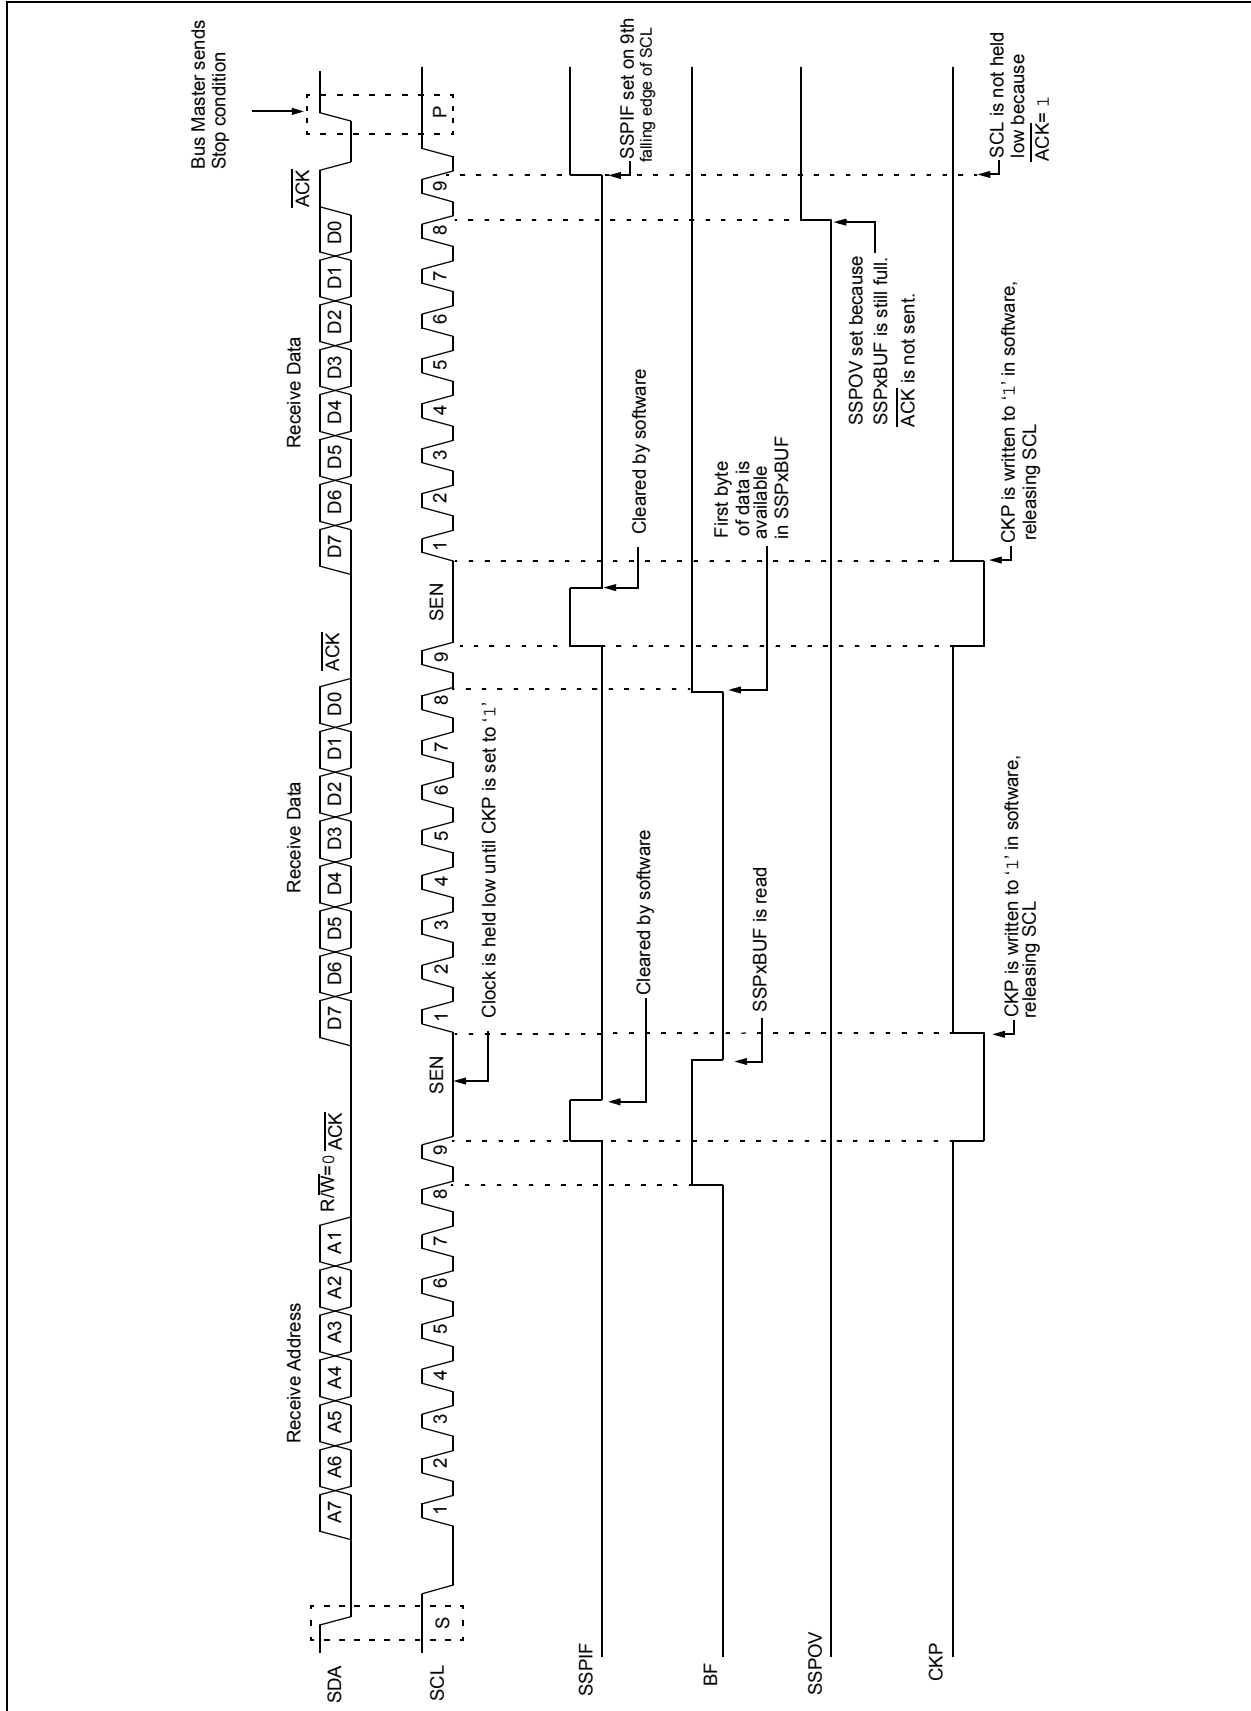 Bus Master sends
Stop condition
Receive Address
Receive Data
Receive Data
SDA
A7 A6 A5 A4 A3 A2 A1
R/W̅=0 A̅C̅K̅
D7 D6 D5 D4 D3 D2 D1 D0
A̅C̅K̅
D7 D6 D5 D4 D3 D2 D1 D0
A̅C̅K̅
SCL
S
1 2 3 4 5 6 7 8 9
SEN
1 2 3 4 5 6 7 8 9
SEN
1 2 3 4 5 6 7 8 9
P
Clock is held low until CKP is set to ‘1’
SSPIF
Cleared by software
Cleared by software
SSPIF set on 9th
falling edge of SCL
BF
SSPxBUF is read
First byte
of data is
available
in SSPxBUF
SSPOV
SSPOV set because
SSPxBUF is still full.
A̅C̅K̅ is not sent.
CKP
CKP is written to ‘1’ in software,
releasing SCL
CKP is written to ‘1’ in software,
releasing SCL
SCL is not held
low because
A̅C̅K̅= 1